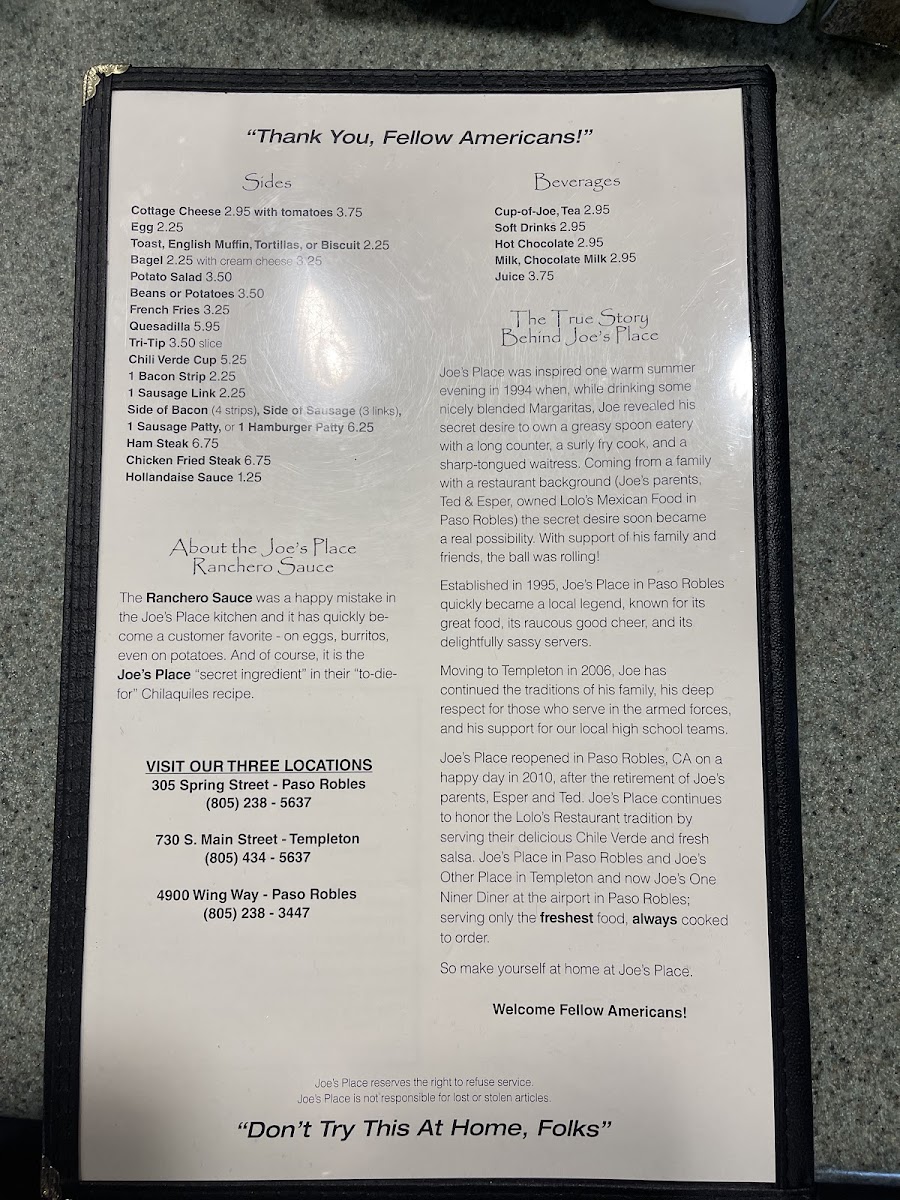 “Thank You, Fellow Americans!”
Sides
Cottage Cheese 2.95 with tomatoes 3.75
Egg 2.25
Toast, English Muffin, Tortillas, or Biscuit 2.25
Bagel 2.25 with cream cheese 3.25
Potato Salad 3.50
Beans or Potatoes 3.50
French Fries 3.25
Quesadilla 5.95
Tri-Tip 3.50 slice
Chili Verde Cup 5.25
1 Bacon Strip 2.25
1 Sausage Link 2.25
Side of Bacon (4 strips), Side of Sausage (3 links),
1 Sausage Patty, or 1 Hamburger Patty 6.25
Ham Steak 6.75
Chicken Fried Steak 6.75
Hollandaise Sauce 1.25
About the Joe's Place
Ranchero Sauce
The Ranchero Sauce was a happy mistake in
the Joe's Place kitchen and it has quickly be-
come a customer favorite - on eggs, burritos,
even on potatoes. And of course, it is the
Joe's Place “secret ingredient” in their “to-die-
for” Chilaquiles recipe.
VISIT OUR THREE LOCATIONS
305 Spring Street - Paso Robles
(805) 238 - 5637
730 S. Main Street - Templeton
(805) 434 - 5637
4900 Wing Way - Paso Robles
(805) 238 - 3447
Beverages
Cup-of-Joe, Tea 2.95
Soft Drinks 2.95
Hot Chocolate 2.95
Milk, Chocolate Milk 2.95
Juice 3.75
The True Story
Behind Joe's Place
Joe's Place was inspired one warm summer
evening in 1994 when, while drinking some
nicely blended Margaritas, Joe revealed his
secret desire to own a greasy spoon eatery
with a long counter, a surly fry cook, and a
sharp-tongued waitress. Coming from a family
with a restaurant background (Joe's parents,
Ted & Esper, owned Lolo's Mexican Food in
Paso Robles) the secret desire soon became
a real possibility. With support of his family and
friends, the ball was rolling!
Established in 1995, Joe's Place in Paso Robles
quickly became a local legend, known for its
great food, its raucous good cheer, and its
delightfully sassy servers.
Moving to Templeton in 2006, Joe has
continued the traditions of his family, his deep
respect for those who serve in the armed forces,
and his support for our local high school teams.
Joe's Place reopened in Paso Robles, CA on a
happy day in 2010, after the retirement of Joe's
parents, Esper and Ted. Joe's Place continues
to honor the Lolo's Restaurant tradition by
serving their delicious Chile Verde and fresh
salsa. Joe's Place in Paso Robles and Joe's
Other Place in Templeton and now Joe's One
Niner Diner at the airport in Paso Robles;
serving only the freshest food, always cooked
to order.
So make yourself at home at Joe's Place.
Welcome Fellow Americans!
Joe's Place reserves the right to refuse service.
Joe's Place is not responsible for lost or stolen articles.
“Don't Try This At Home, Folks”